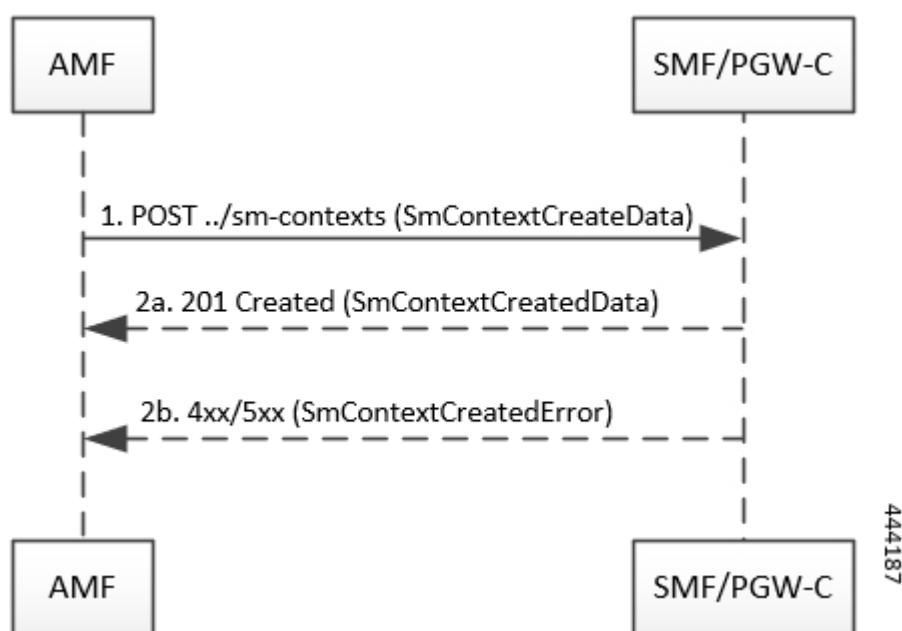 AMF
SMF/PGW-C
1. POST ../sm-contexts (SmContextCreateData)
2a. 201 Created (SmContextCreatedData)
2b. 4xx/5xx (SmContextCreatedError)
AMF
SMF/PGW-C
444187